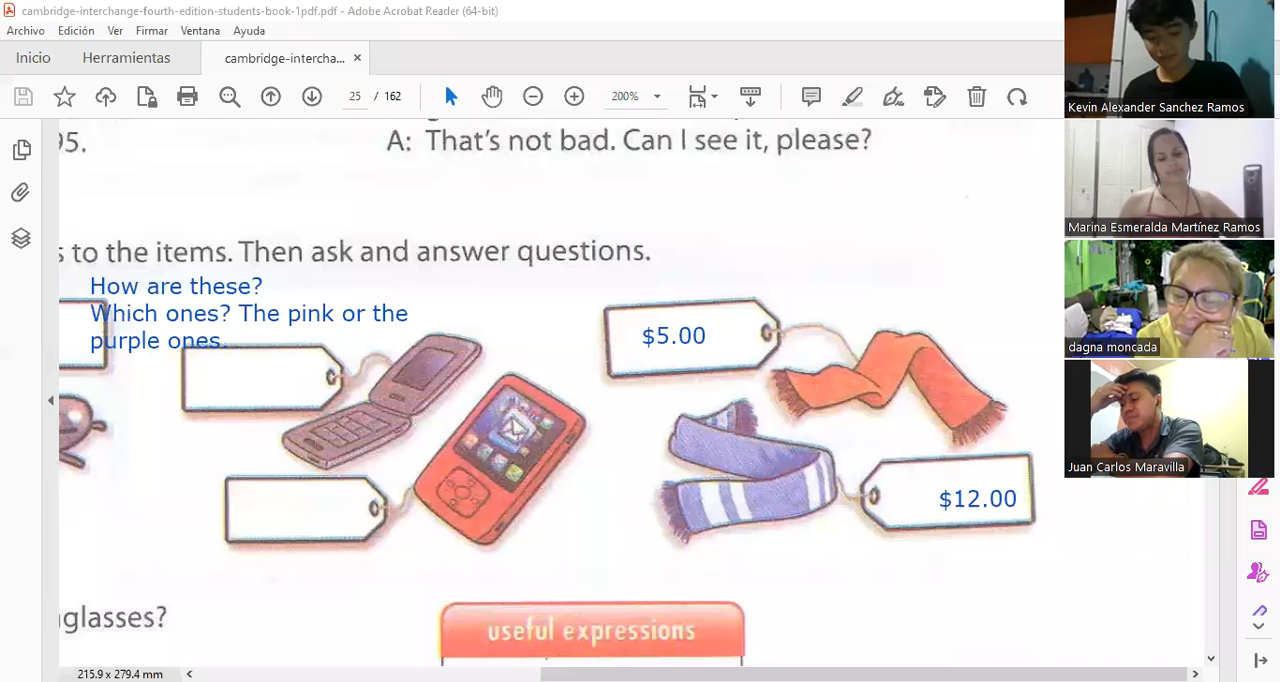 cambridge-interchange-fourth-edition-students-book-1pdf.pdf - Adobe Acrobat Reader (64-bit)
Archivo Edición Ver Firmar Ventana Ayuda
Inicio Herramientas cambridge-intercha... ×
25 / 162 200%
95.
A: That's not bad. Can I see it, please?
s to the items. Then ask and answer questions.
How are these?
Which ones? The pink or the
purple ones.
$5.00
$12.00
glasses?
useful expressions
215.9 x 279.4 mm
Kevin Alexander Sanchez Ramos
Marina Esmeralda Martínez Ramos
dagna moncada
Juan Carlos Maravilla